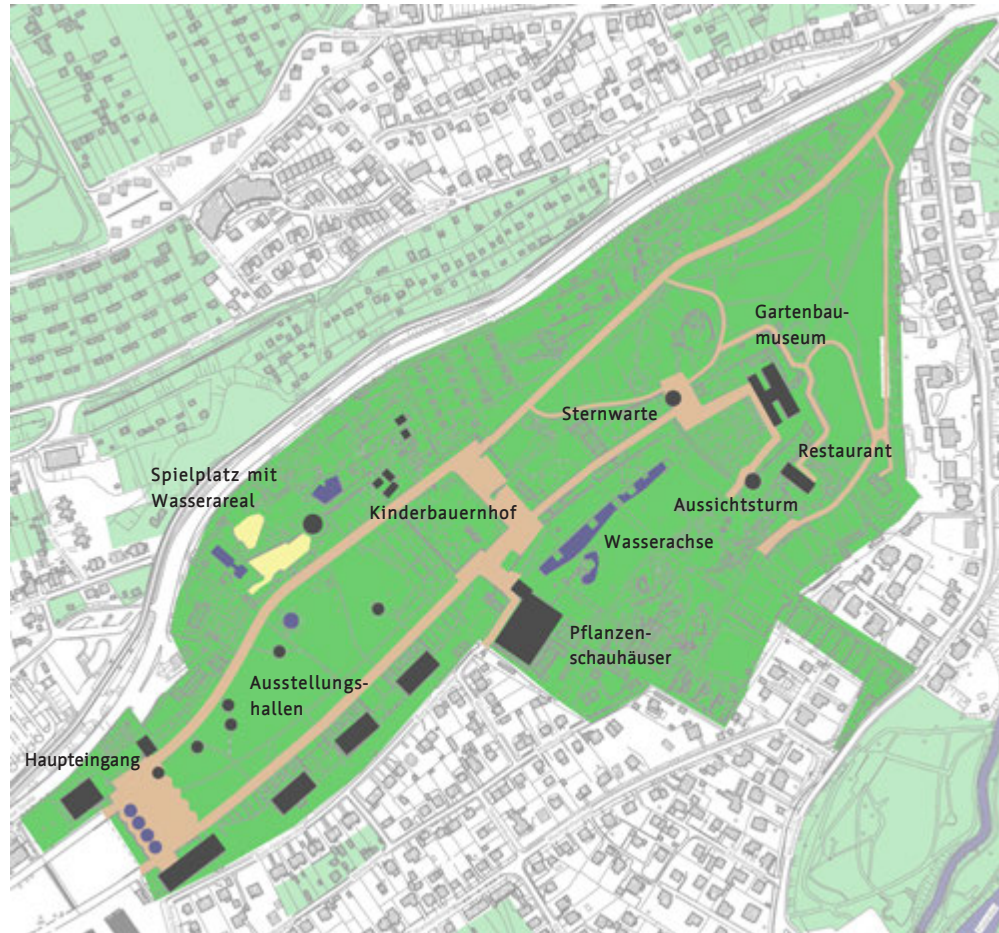 Gartenbau-
museum
Sternwarte
Restaurant
Spielplatz mit
Wasserareal
Aussichtsturm
Kinderbauernhof
Wasserachse
Pflanzen-
schauhäuser
Ausstellungs-
hallen
Haupteingang